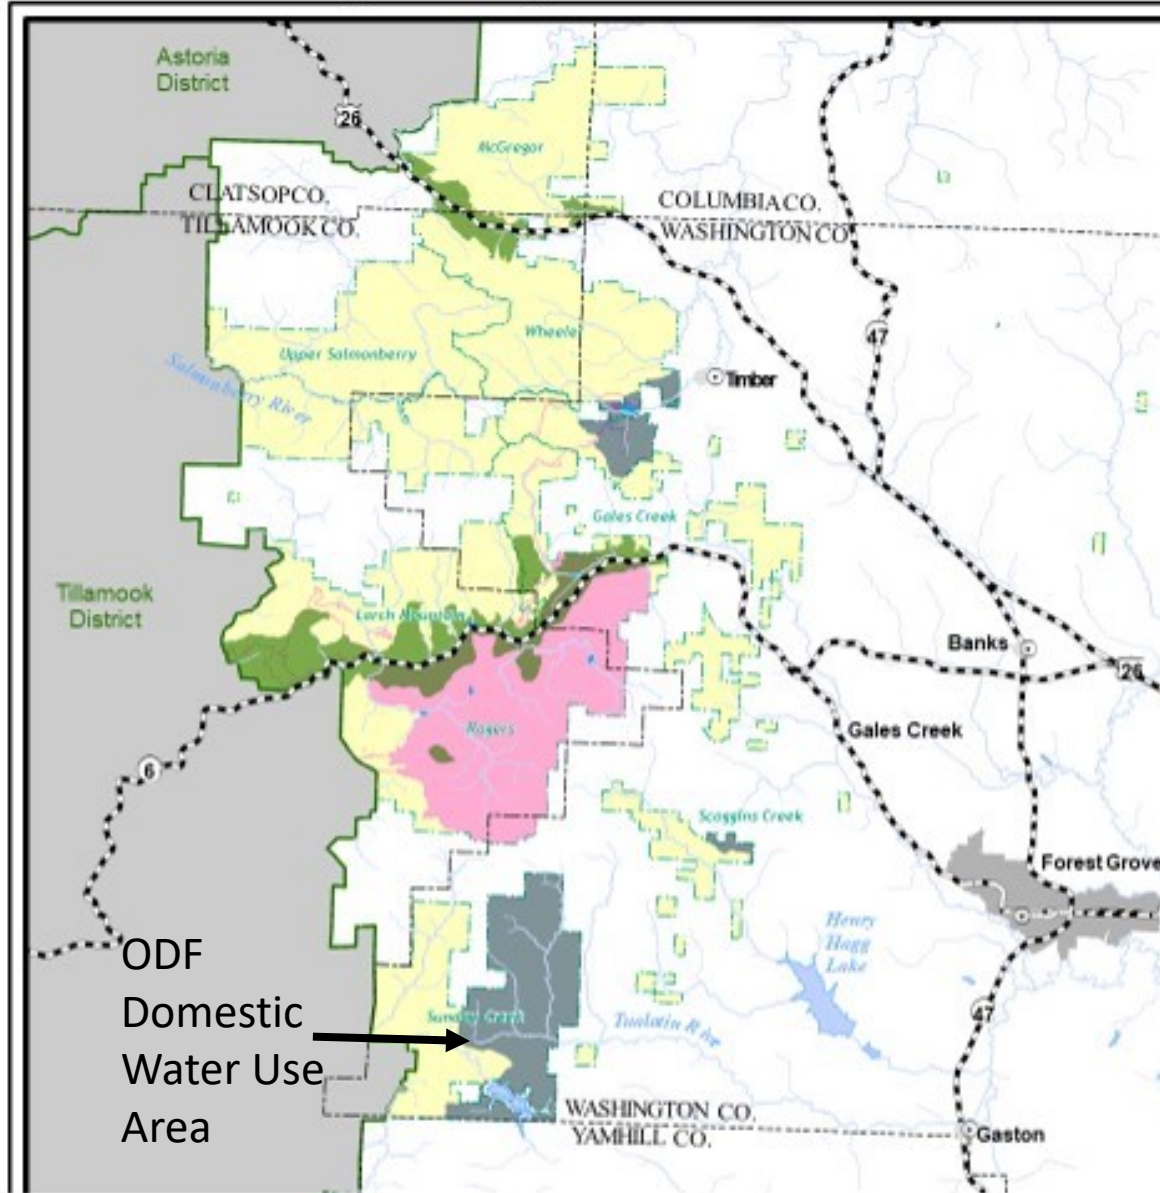 Astoria
District
26
McGregor
CLATSOP CO.
COLUMBIA CO.
TILLAMOOK CO.
WASHINGTON CO
47
Wheele
Upper Salmonberry
Salmonberry River
Timber
Gales Creek
Tillamook
District
Larch Mountain
Banks
26
Rogers
Gales Creek
6
Scoggins Creek
Forest Grove
Henry
Hagg
Lake
ODF
Domestic
Water Use
Area
Sunday Creek
Tualatin River
47
WASHINGTON CO.
YAMHILL CO.
Gaston